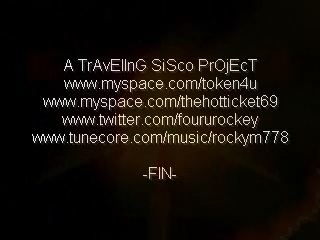 A TrAvElInG SiSco PrOjEcT
www.myspace.com/token4u
www.myspace.com/thehotticket69
www.twitter.com/foururockey
www.tunecore.com/music/rockym778
-FIN-